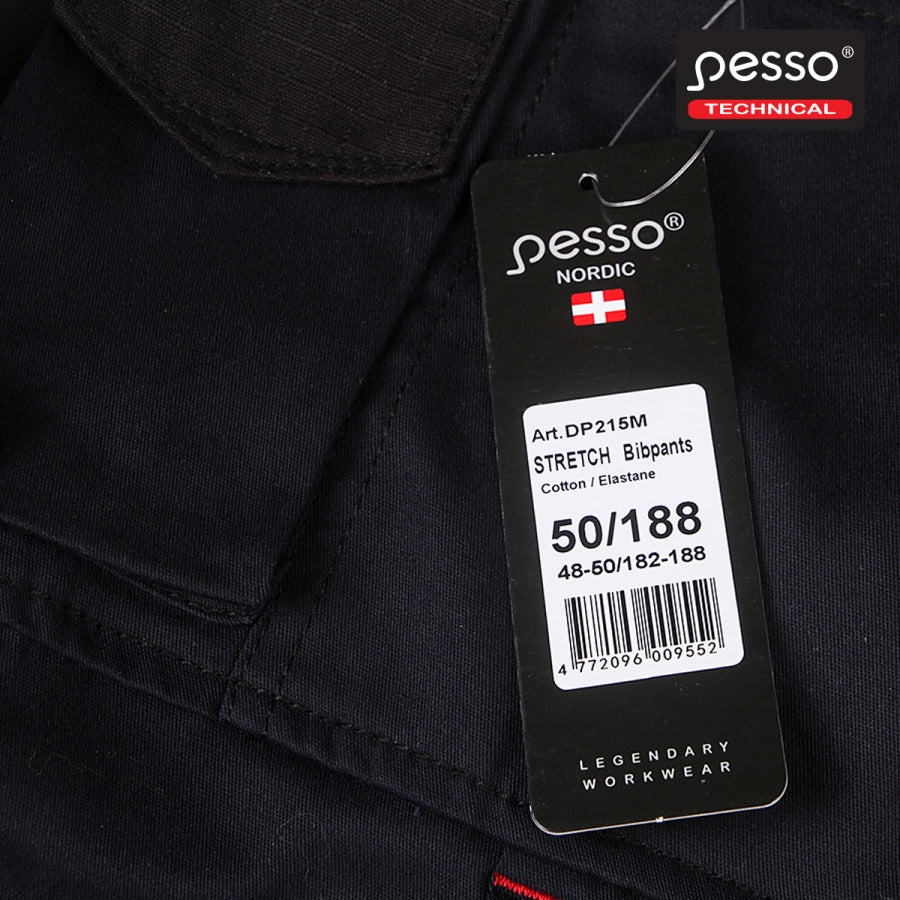 pesso®
TECHNICAL
pesso®
NORDIC
Art.DP215M
STRETCH Bibpants
Cotton / Elastane
50/188
48-50/182-188
4 772096 009552
LEGENDARY
WORKWEAR